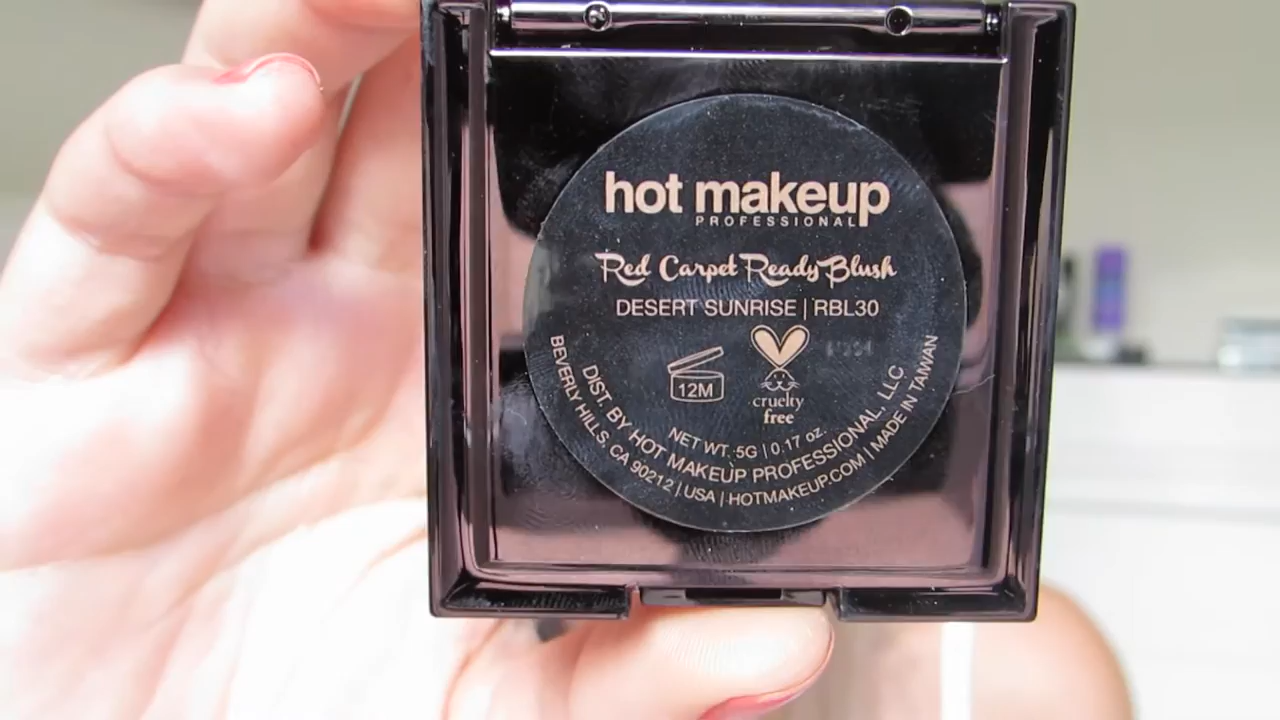 hot makeup
PROFESSIONAL
Red Carpet Ready Blush
DESERT SUNRISE | RBL30
12M
cruelty
free
NET WT. 5G | 0.17 oz.
DIST. BY HOT MAKEUP PROFESSIONAL, LLC
BEVERLY HILLS, CA 90212 | USA | HOTMAKEUP.COM | MADE IN TAIWAN